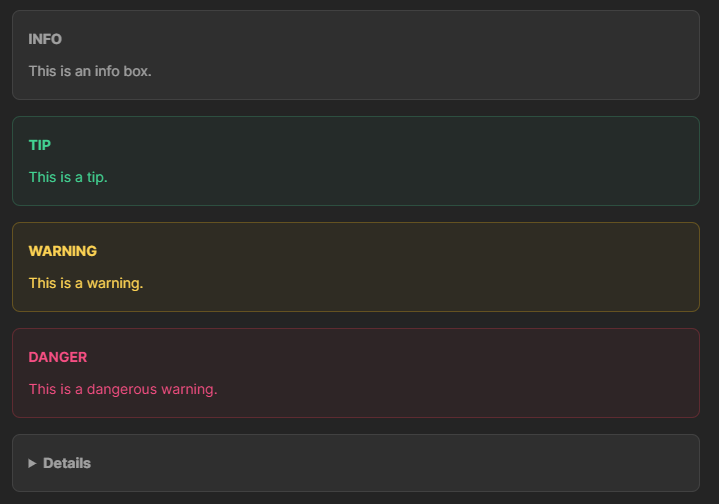 INFO
This is an info box.
TIP
This is a tip.
WARNING
This is a warning.
DANGER
This is a dangerous warning.
Details